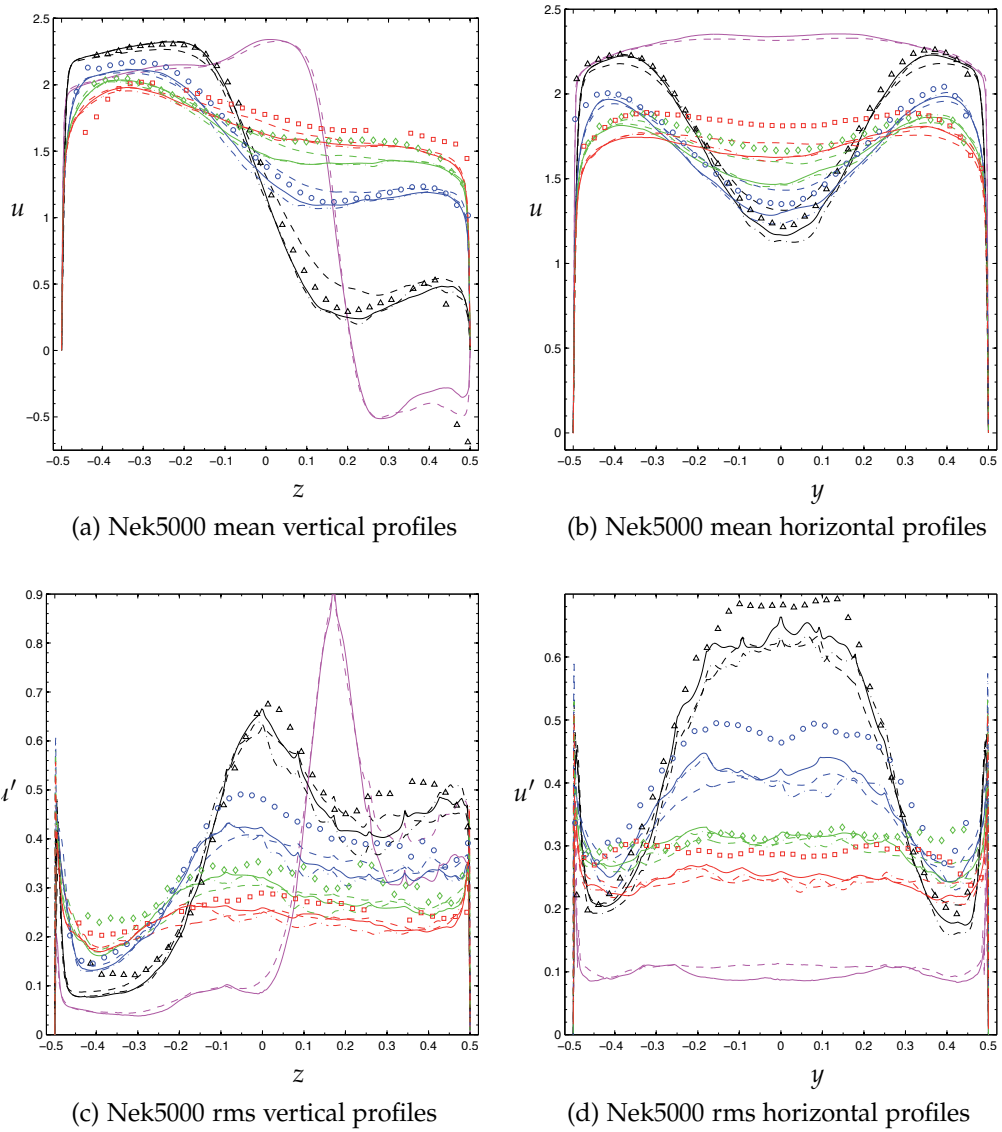 2.5
2
1.5
1
0.5
0
−0.5
u
−0.5 −0.4 −0.3 −0.2 −0.1 0 0.1 0.2 0.3 0.4 0.5
z
(a) Nek5000 mean vertical profiles
2.5
2
1.5
1
1.5
0
u
−0.5 −0.4 −0.3 −0.2 −0.1 0 0.1 0.2 0.3 0.4 0.5
y
(b) Nek5000 mean horizontal profiles
0.9
0.8
0.7
0.6
0.5
0.4
0.3
0.2
0.1
0
−0.5 −0.4 −0.3 −0.2 −0.1 0 0.1 0.2 0.3 0.4 0.5
z
(c) Nek5000 rms vertical profiles
0.6
0.5
0.4
0.3
0.2
0.1
0
u′
−0.5 −0.4 −0.3 −0.2 −0.1 0 0.1 0.2 0.3 0.4 0.5
y
(d) Nek5000 rms horizontal profiles